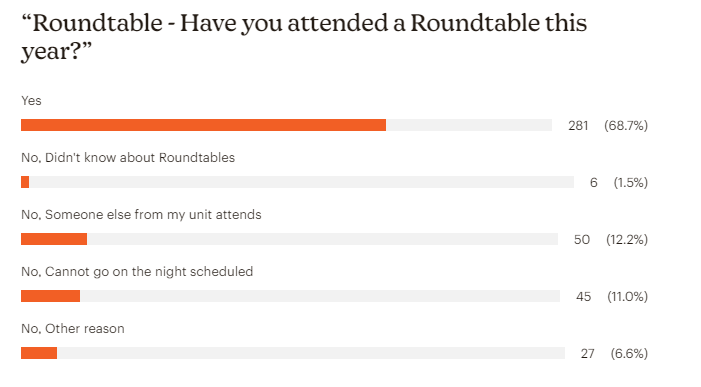 “Roundtable - Have you attended a Roundtable this
year?”
Yes
281 (68.7%)
No, Didn't know about Roundtables
6 (1.5%)
No, Someone else from my unit attends
50 (12.2%)
No, Cannot go on the night scheduled
45 (11.0%)
No, Other reason
27 (6.6%)